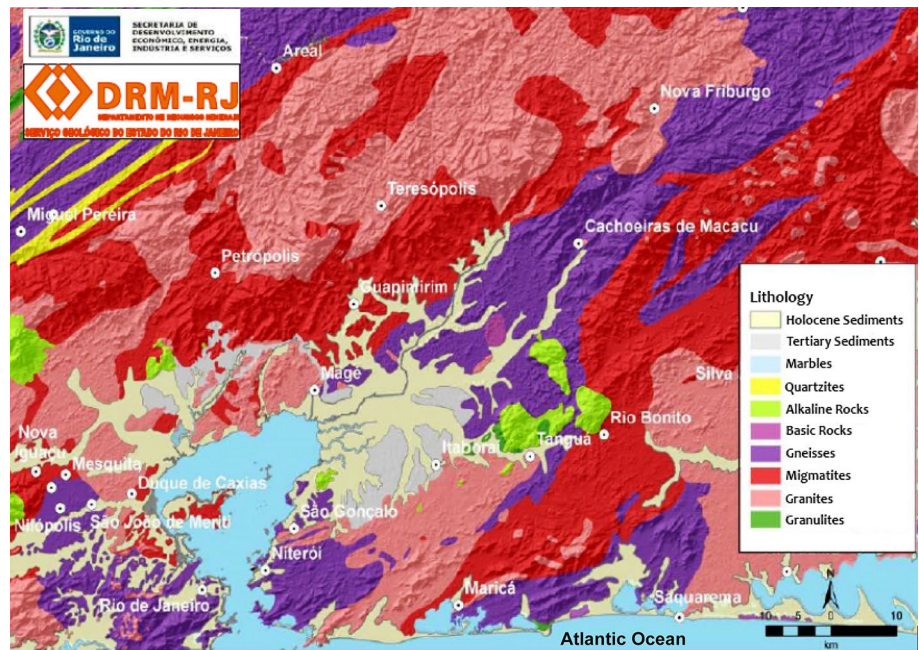 GOVERNO DO
Rio de
Janeiro
SECRETARIA DE
DESENVOLVIMENTO
ECONÔMICO, ENERGIA,
INDÚSTRIA E SERVIÇOS
DRM-RJ
DEPARTAMENTO DE RECURSOS MINERAIS
SERVIÇO GEOLÓGICO DO ESTADO DO RIO DE JANEIRO
Areal
Nova Friburgo
Teresópolis
Miguel Pereira
Cachoeiras de Macacu
Petrópolis
Guapimirim
Lithology
Holocene Sediments
Tertiary Sediments
Marbles
Quartzites
Alkaline Rocks
Basic Rocks
Gneisses
Migmatites
Granites
Granulites
Silva
Magé
Rio Bonito
Tanguá
Itaboraí
Nova
Iguaçu
Mesquita
Duque de Caxias
Nilópolis
São João de Meriti
São Gonçalo
Niterói
Rio de Janeiro
Maricá
Saquarema
Atlantic Ocean
N
10 5 0 10
km